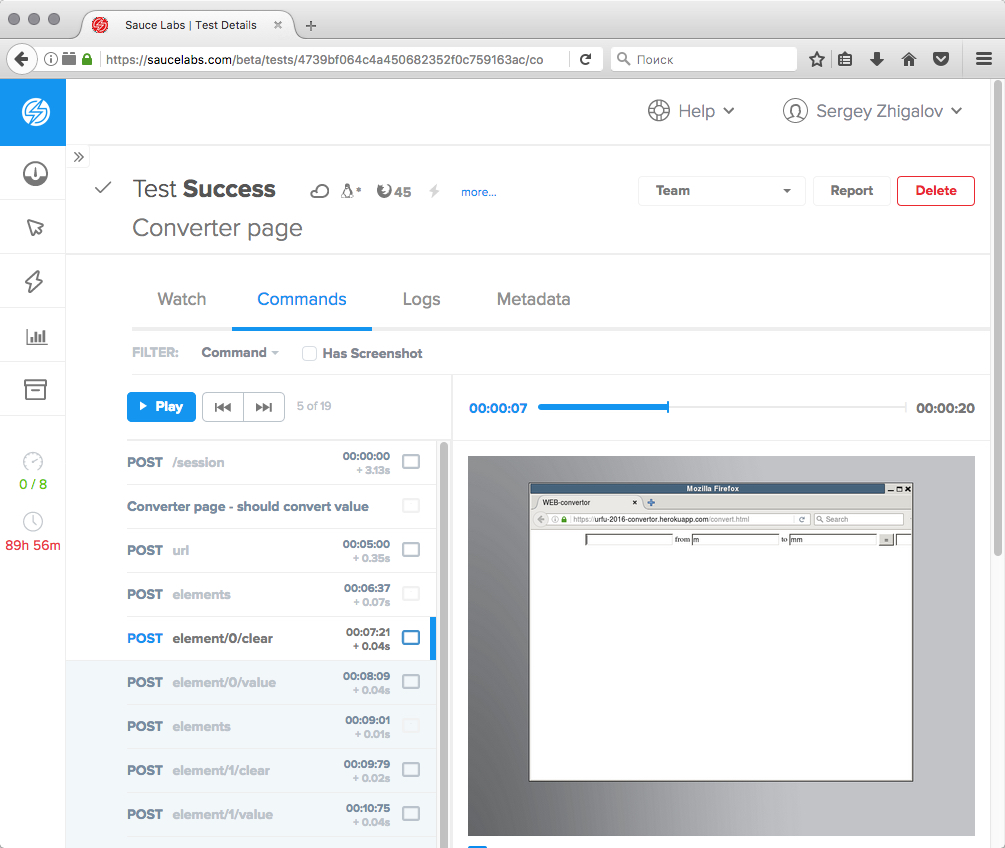 Sauce Labs | Test Details
https://saucelabs.com/beta/tests/4739bf064c4a450682352f0c759163ac/co
Поиск
Help
Sergey Zhigalov
Test Success
* 45 more...
Team
Report
Delete
Converter page
Watch
Commands
Logs
Metadata
FILTER: Command Has Screenshot
Play
5 of 19
00:00:07
00:00:20
POST /session 00:00:00
+ 3.13s
Converter page - should convert value
POST url 00:05:00
+ 0.35s
POST elements 00:06:37
+ 0.07s
POST element/0/clear 00:07:21
+ 0.04s
POST element/0/value 00:08:09
+ 0.04s
POST elements 00:09:01
+ 0.01s
POST element/1/clear 00:09:79
+ 0.02s
POST element/1/value 00:10:75
+ 0.04s
0 / 8
89h 56m
Mozilla Firefox
WEB-convertor
https://urfu-2016-convertor.herokuapp.com/convert.html
Search
from m to mm =